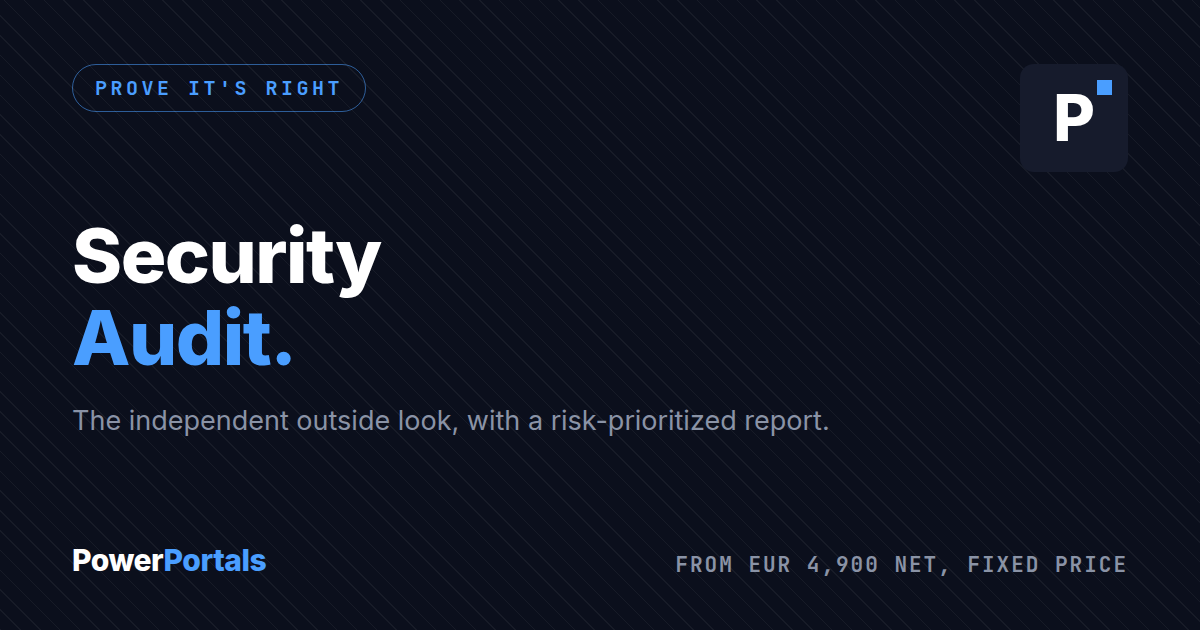 PROVE IT'S RIGHT
P
Security
Audit.
The independent outside look, with a risk-prioritized report.
PowerPortals
FROM EUR 4,900 NET, FIXED PRICE